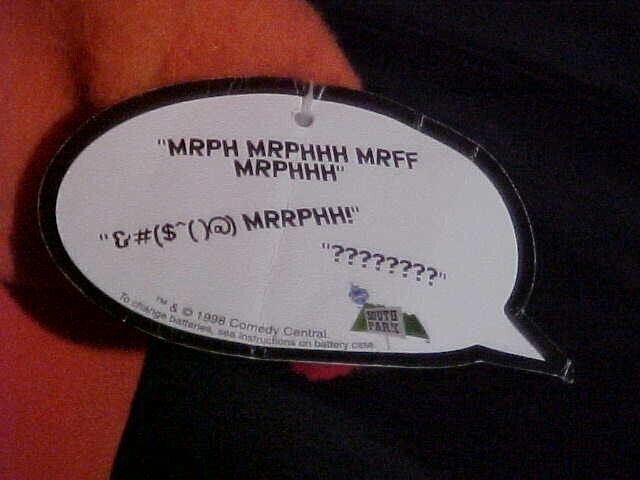 "MRPH MRPHHH MRFF
MRPHHH"
"&#($^()@) MRRPHH!"
"????????"
™ & © 1998 Comedy Central.
To change batteries, see instructions on battery case.
SOUTH
PARK